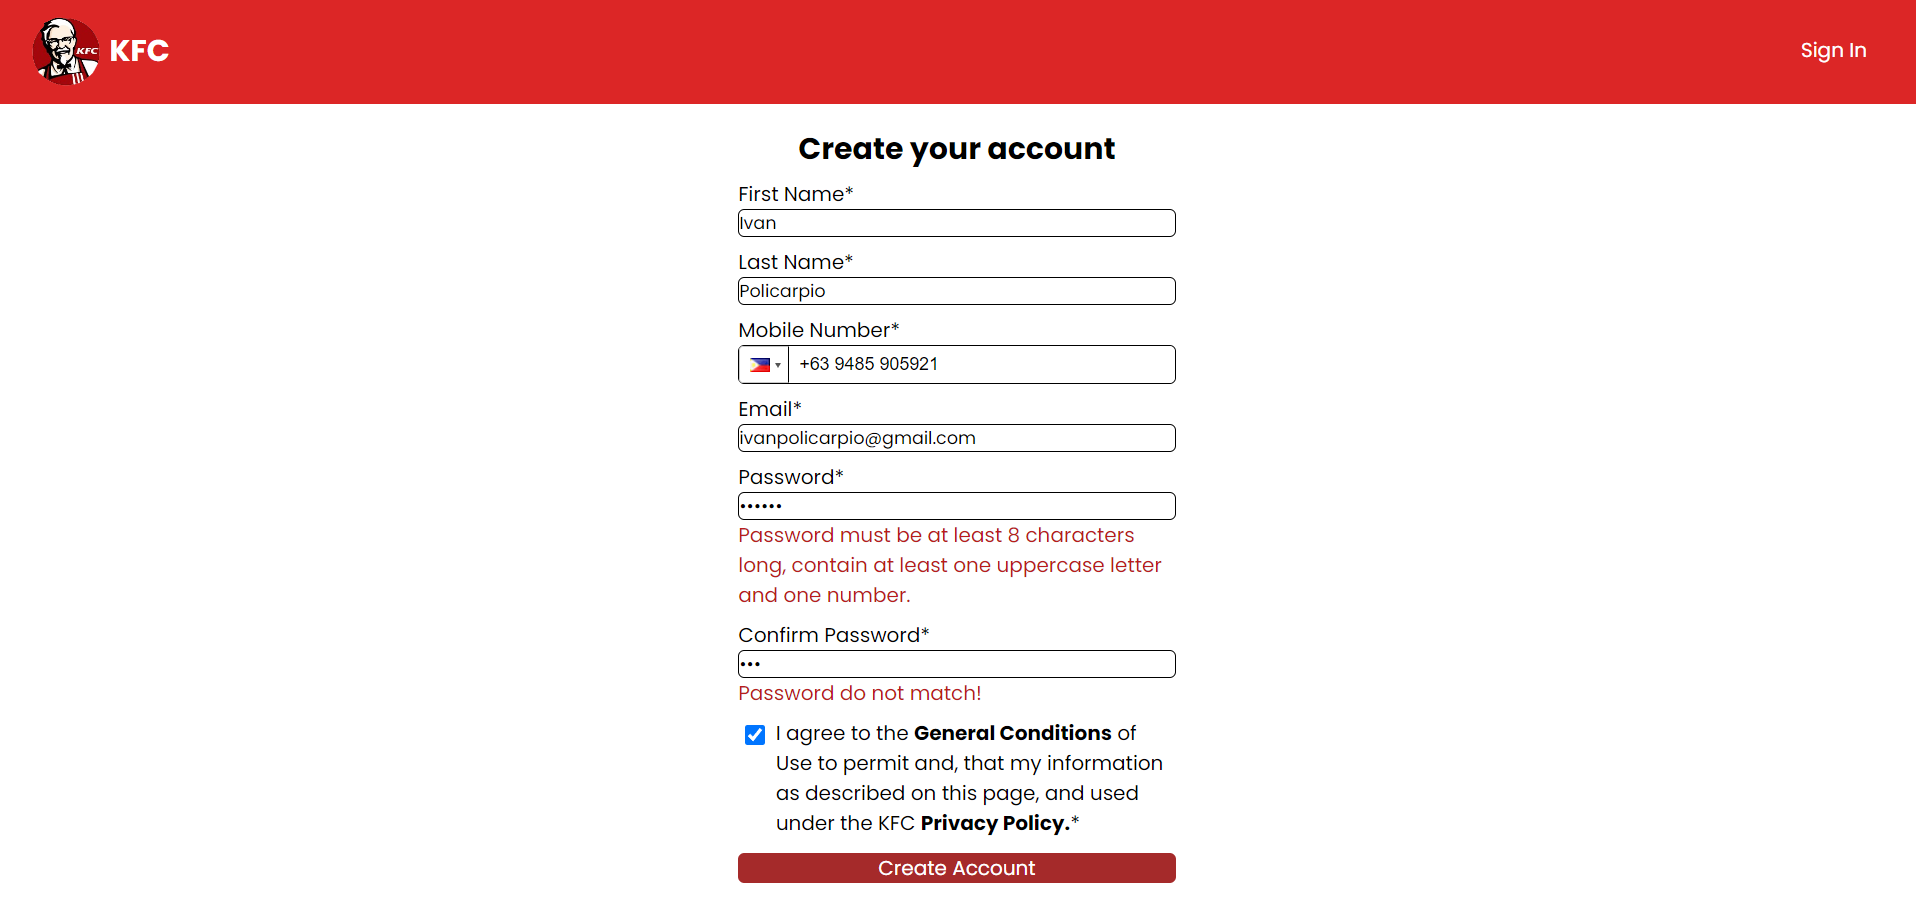 KFC
KFC
Sign In
Create your account
First Name*
Ivan
Last Name*
Policarpio
Mobile Number*
+63 9485 905921
Email*
ivanpolicarpio@gmail.com
Password*
••••••
Password must be at least 8 characters
long, contain at least one uppercase letter
and one number.
Confirm Password*
•••
Password do not match!
I agree to the General Conditions of
Use to permit and, that my information
as described on this page, and used
under the KFC Privacy Policy.*
Create Account